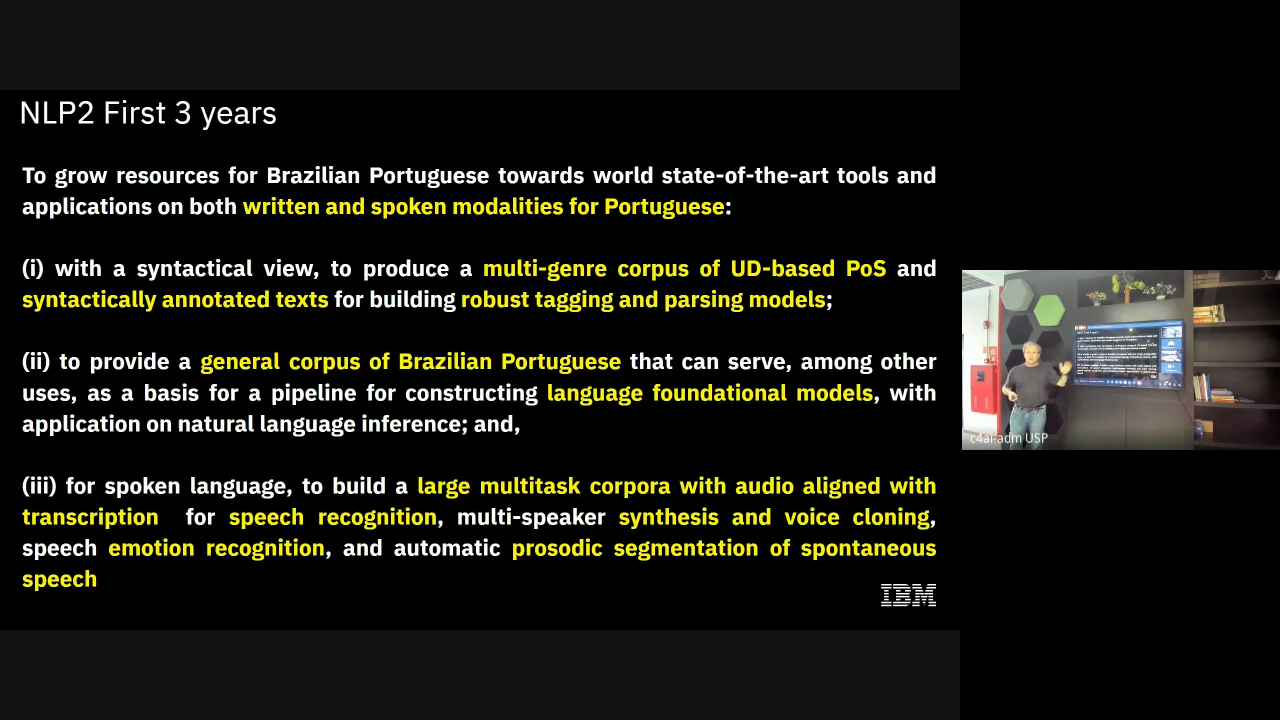 NLP2 First 3 years
To grow resources for Brazilian Portuguese towards world state-of-the-art tools and
applications on both written and spoken modalities for Portuguese:
(i) with a syntactical view, to produce a multi-genre corpus of UD-based PoS and
syntactically annotated texts for building robust tagging and parsing models;
(ii) to provide a general corpus of Brazilian Portuguese that can serve, among other
uses, as a basis for a pipeline for constructing language foundational models, with
application on natural language inference; and,
(iii) for spoken language, to build a large multitask corpora with audio aligned with
transcription for speech recognition, multi-speaker synthesis and voice cloning,
speech emotion recognition, and automatic prosodic segmentation of spontaneous
speech
IBM
c4ai-adm USP